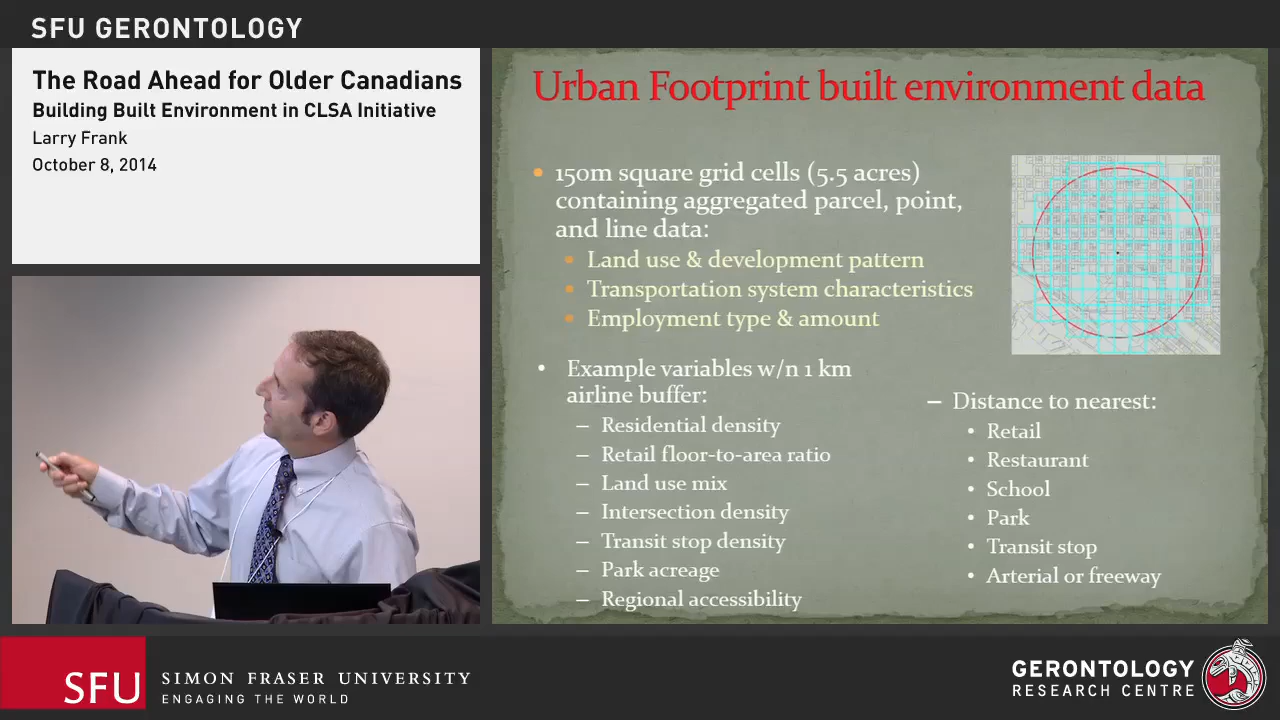 SFU GERONTOLOGY
The Road Ahead for Older Canadians
Building Built Environment in CLSA Initiative
Larry Frank
October 8, 2014
Urban Footprint built environment data
• 150m square grid cells (5.5 acres)
containing aggregated parcel, point,
and line data:
▪ Land use & development pattern
▪ Transportation system characteristics
▪ Employment type & amount
• Example variables w/n 1 km
airline buffer:
– Residential density
– Retail floor-to-area ratio
– Land use mix
– Intersection density
– Transit stop density
– Park acreage
– Regional accessibility
– Distance to nearest:
• Retail
• Restaurant
• School
• Park
• Transit stop
• Arterial or freeway
SFU
SIMON FRASER UNIVERSITY
ENGAGING THE WORLD
GERONTOLOGY
RESEARCH CENTRE